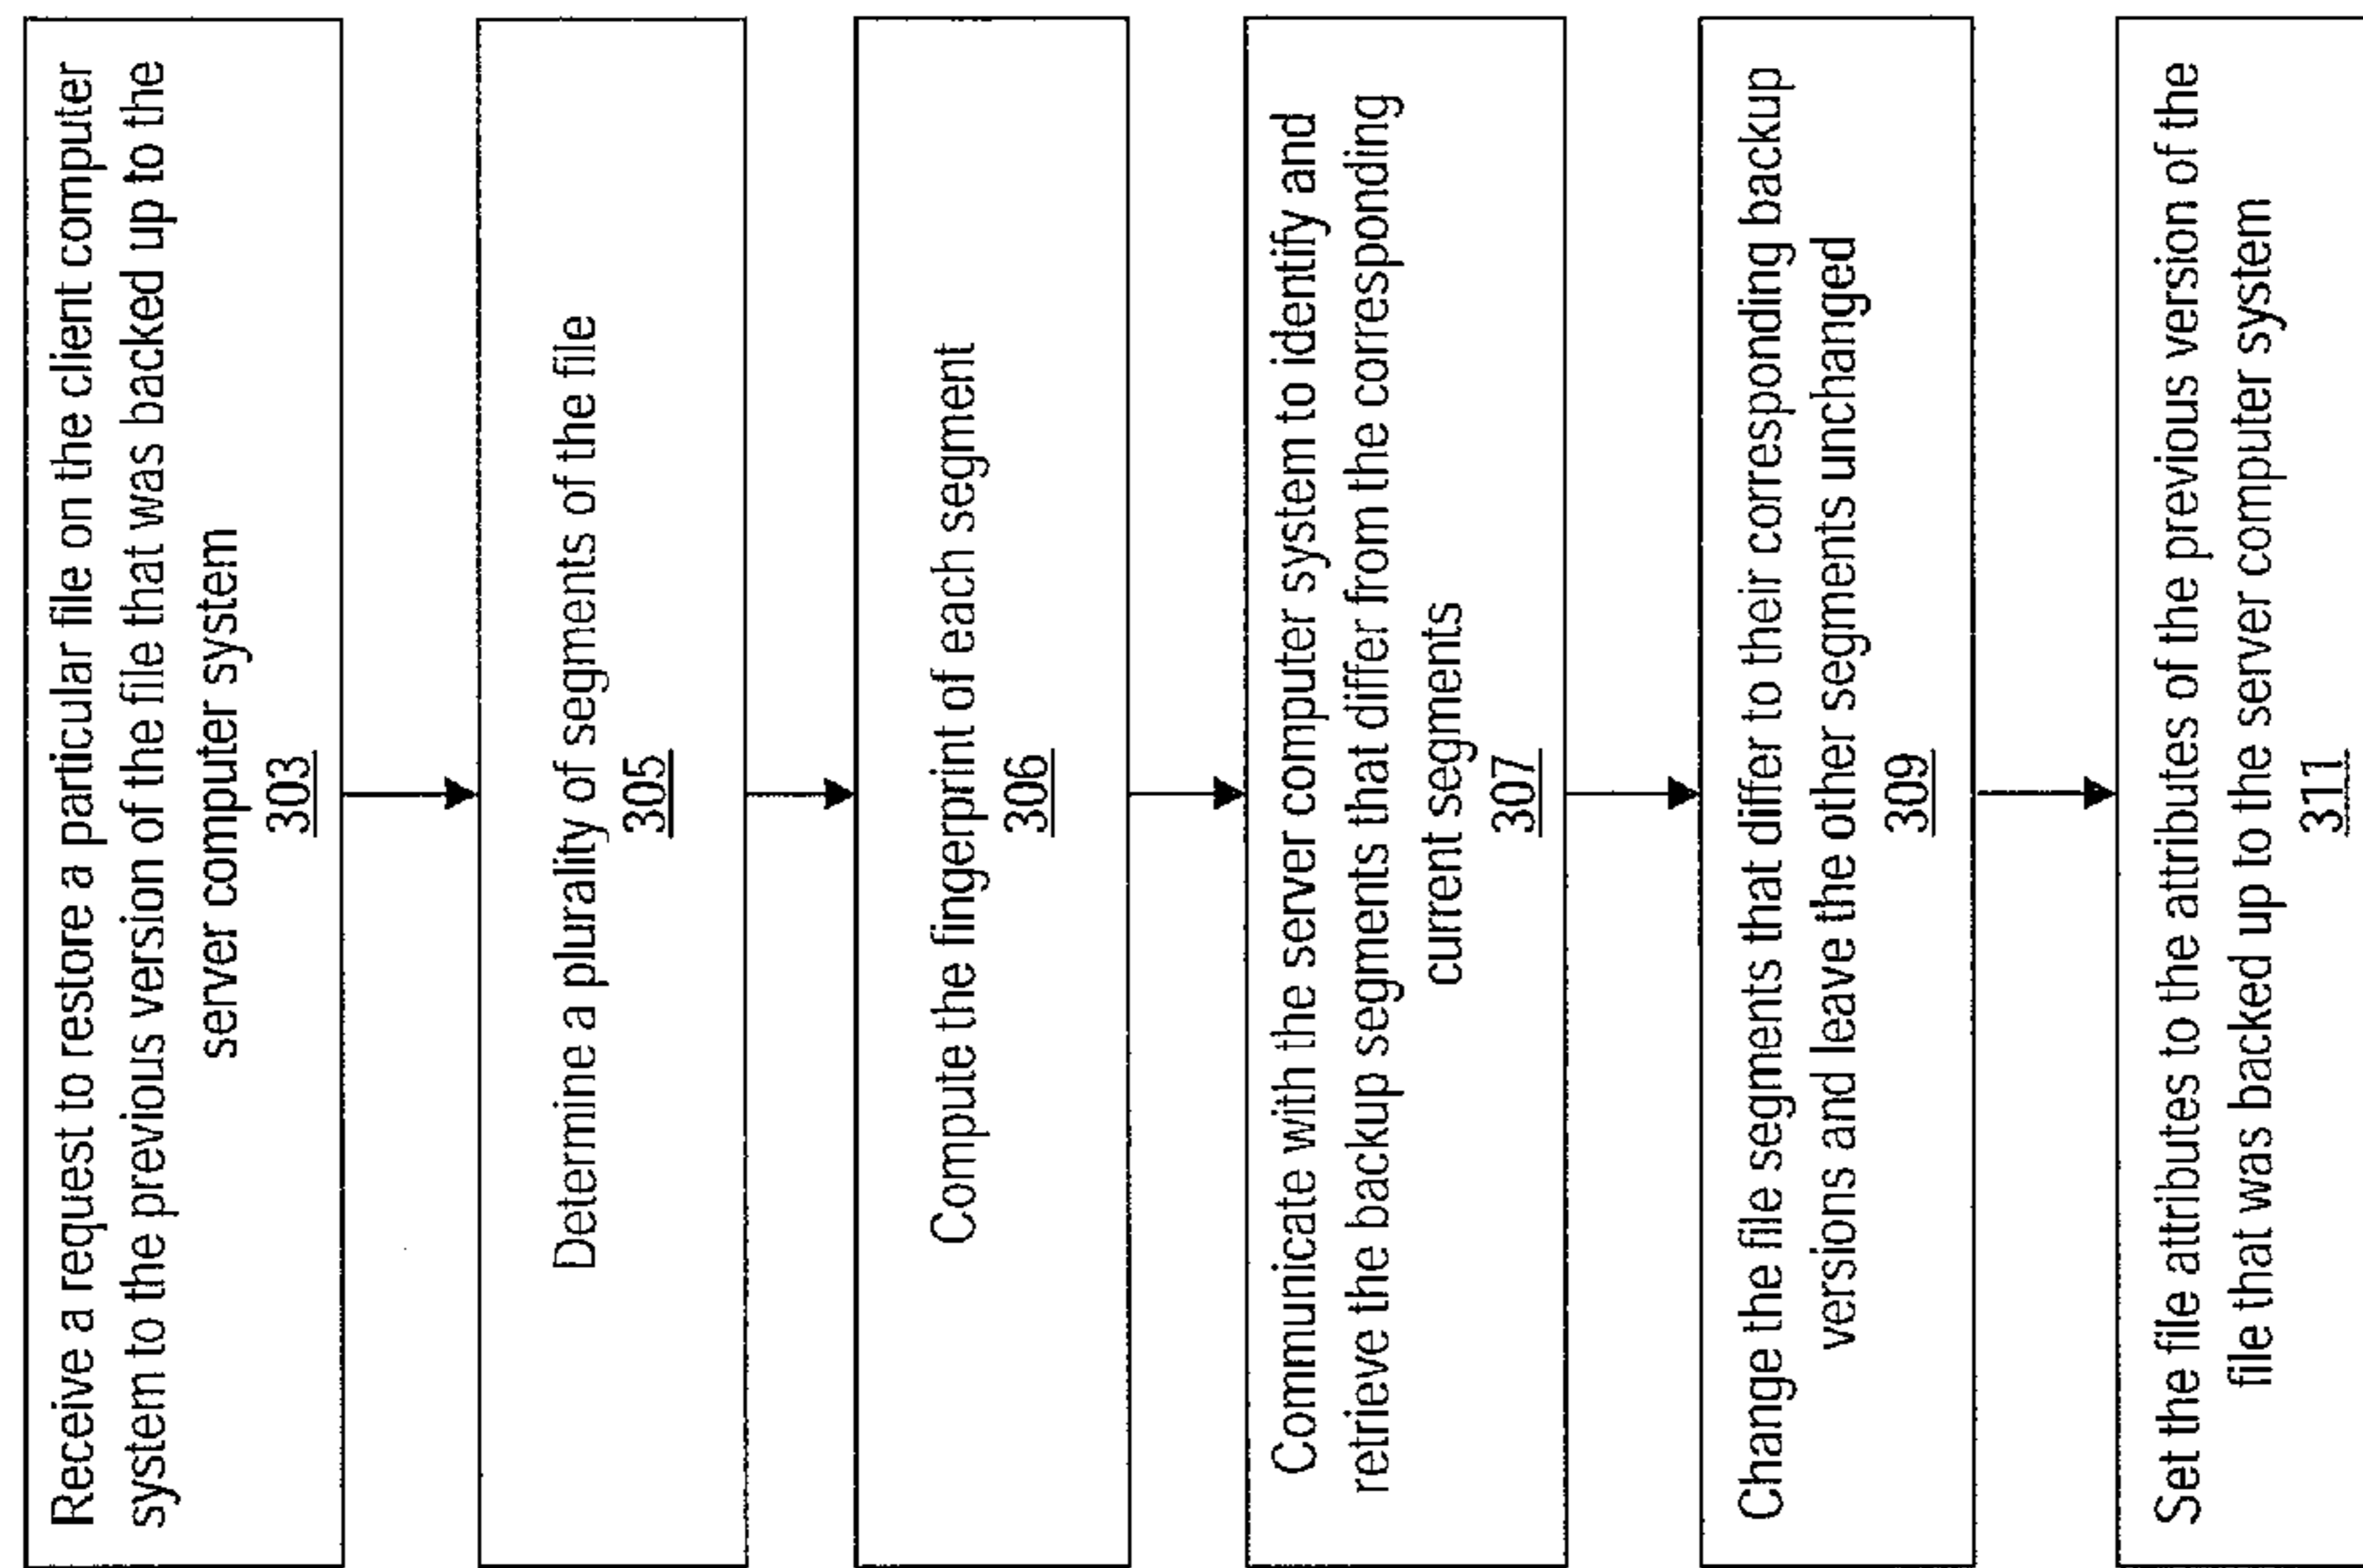 Receive a request to restore a particular file on the client computer
system to the previous version of the file that was backed up to the
server computer system
303
Determine a plurality of segments of the file
305
Compute the fingerprint of each segment
306
Communicate with the server computer system to identify and
retrieve the backup segments that differ from the corresponding
current segments
307
Change the file segments that differ to their corresponding backup
versions and leave the other segments unchanged
309
Set the file attributes to the attributes of the previous version of the
file that was backed up to the server computer system
311